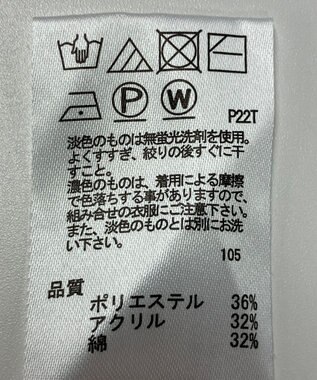 P W P22T
淡色のものは無蛍光洗剤を使用。
よくすすぎ、絞りの後すぐに干
すこと。
濃色のものは、着用による摩擦
で色落ちする事がありますので、
組み合せの衣服にご注意下さい。
また、淡色のものとは別にお洗
い下さい。
105
品質
ポリエステル 36%
アクリル 32%
綿 32%